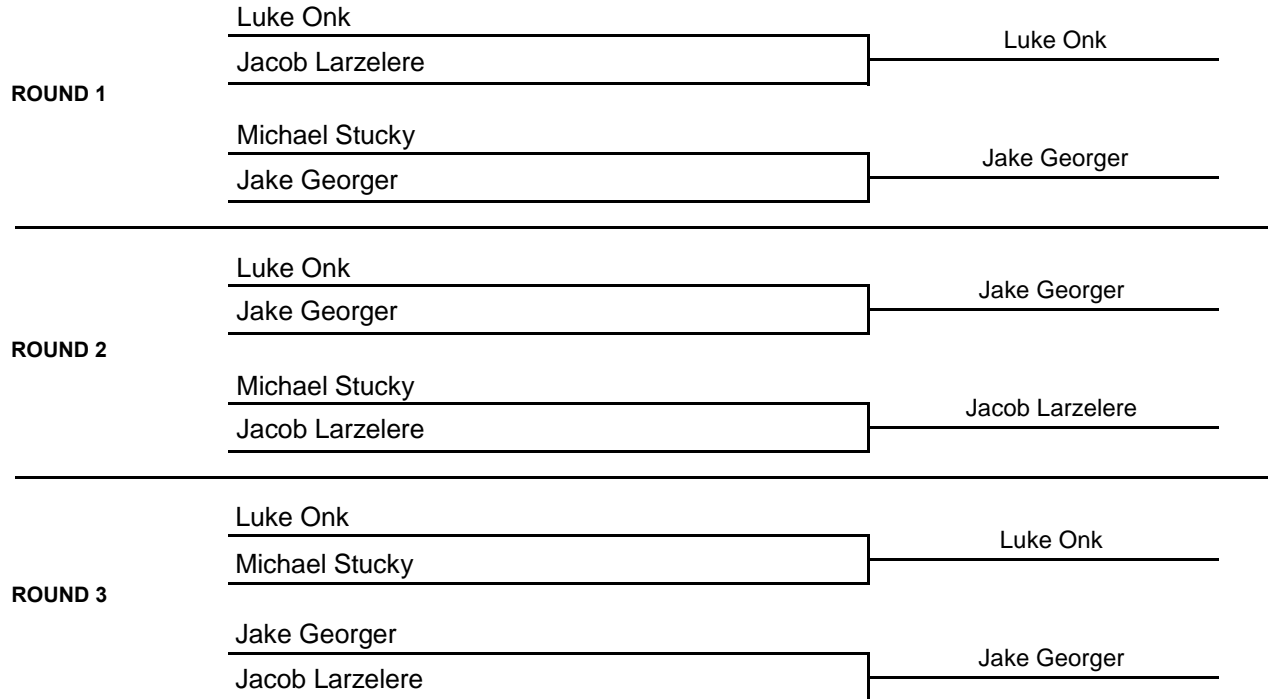 Luke Onk
Luke Onk
Jacob Larzelere
ROUND 1
Michael Stucky
Jake Georger
Jake Georger
Luke Onk
Jake Georger
Jake Georger
ROUND 2
Michael Stucky
Jacob Larzelere
Jacob Larzelere
Luke Onk
Luke Onk
Michael Stucky
ROUND 3
Jake Georger
Jake Georger
Jacob Larzelere